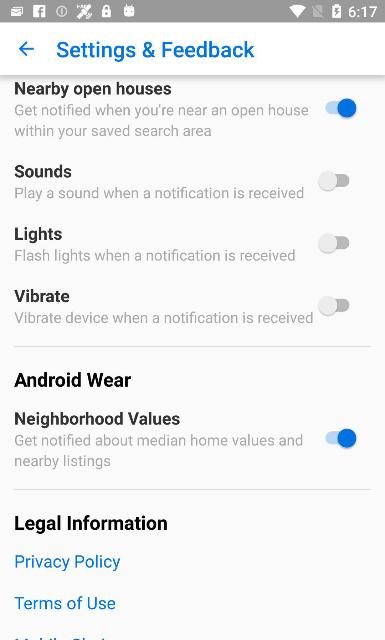 6:17
Settings & Feedback
Nearby open houses
Get notified when you're near an open house
within your saved search area
Sounds
Play a sound when a notification is received
Lights
Flash lights when a notification is received
Vibrate
Vibrate device when a notification is received
Android Wear
Neighborhood Values
Get notified about median home values and
nearby listings
Legal Information
Privacy Policy
Terms of Use